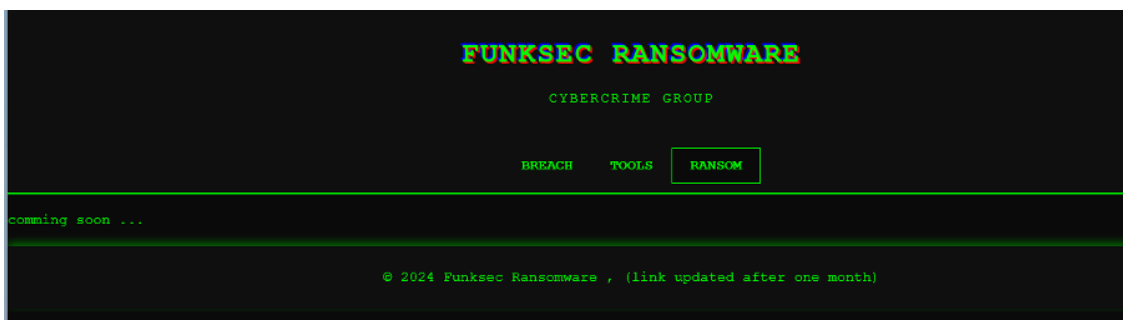 FUNKSEC RANSOMWARE
CYBERCRIME GROUP
BREACH TOOLS RANSOM
comming soon ...
© 2024 Funksec Ransomware , (link updated after one month)